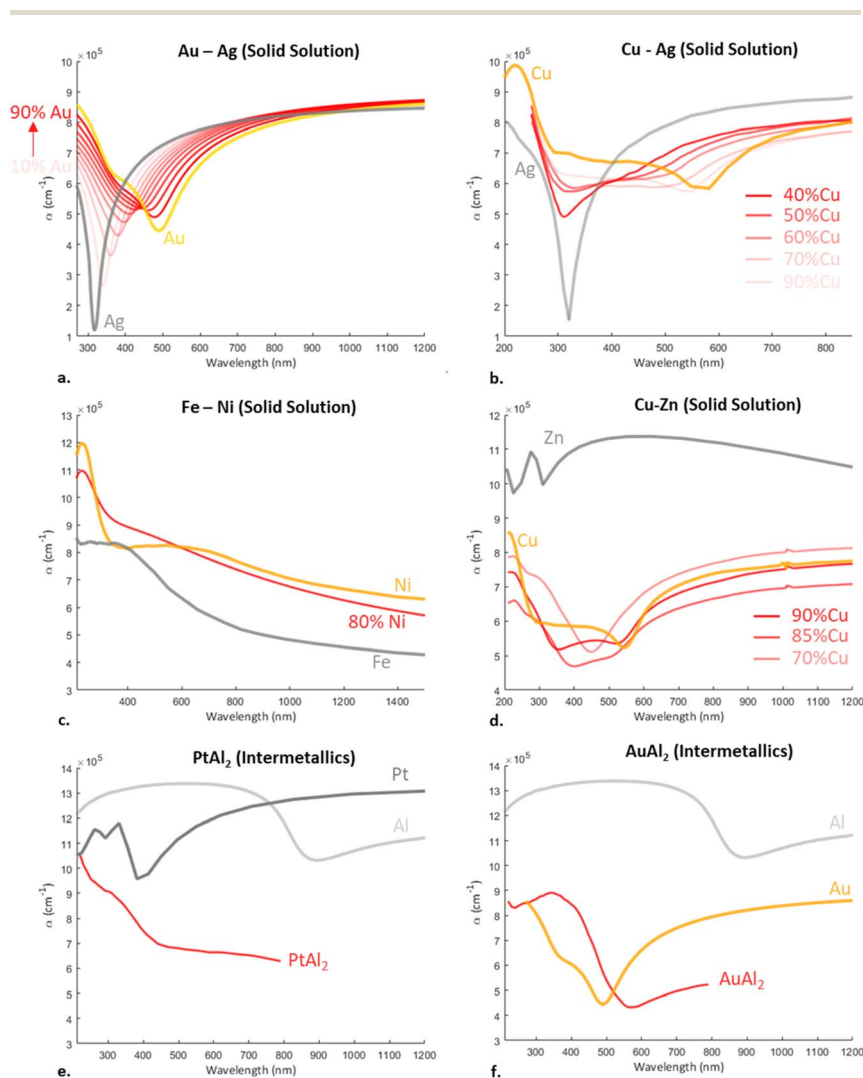 Au – Ag (Solid Solution)
×10⁵
10
9
8
7
6
5
4
3
2
1
α (cm⁻¹)
90% Au
10% Au
Ag
Au
300 400 500 600 700 800 900 1000 1100 1200
Wavelength (nm)
a.
Cu - Ag (Solid Solution)
×10⁵
10
9
8
7
6
5
4
3
2
1
α (cm⁻¹)
Cu
Ag
40%Cu
50%Cu
60%Cu
70%Cu
90%Cu
200 300 400 500 600 700 800
Wavelength (nm)
b.
Fe – Ni (Solid Solution)
×10⁵
13
12
11
10
9
8
7
6
5
4
3
α (cm⁻¹)
Ni
80% Ni
Fe
400 600 800 1000 1200 1400
Wavelength (nm)
c.
Cu-Zn (Solid Solution)
×10⁵
12
11
10
9
8
7
6
5
4
α (cm⁻¹)
Zn
Cu
90%Cu
85%Cu
70%Cu
200 300 400 500 600 700 800 900 1000 1100 1200
Wavelength (nm)
d.
PtAl₂ (Intermetallics)
×10⁵
14
13
12
11
10
9
8
7
6
5
4
3
α (cm⁻¹)
Pt
Al
PtAl₂
300 400 500 600 700 800 900 1000 1100 1200
Wavelength (nm)
e.
AuAl₂ (Intermetallics)
×10⁵
14
13
12
11
10
9
8
7
6
5
4
3
α (cm⁻¹)
Al
Au
AuAl₂
300 400 500 600 700 800 900 1000 1100 1200
Wavelength (nm)
f.